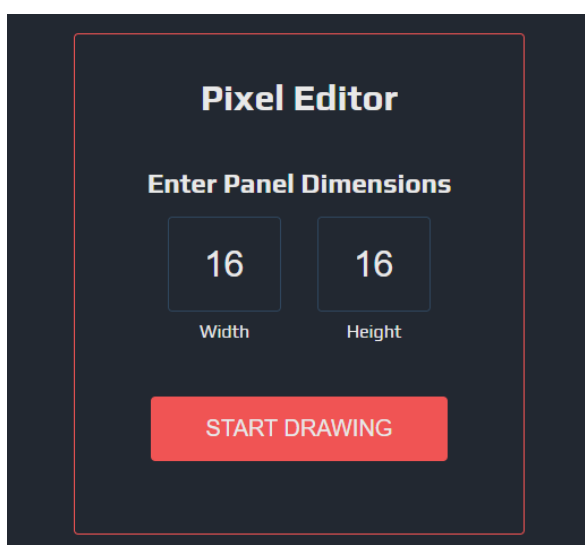 Pixel Editor
Enter Panel Dimensions
16 16
Width Height
START DRAWING